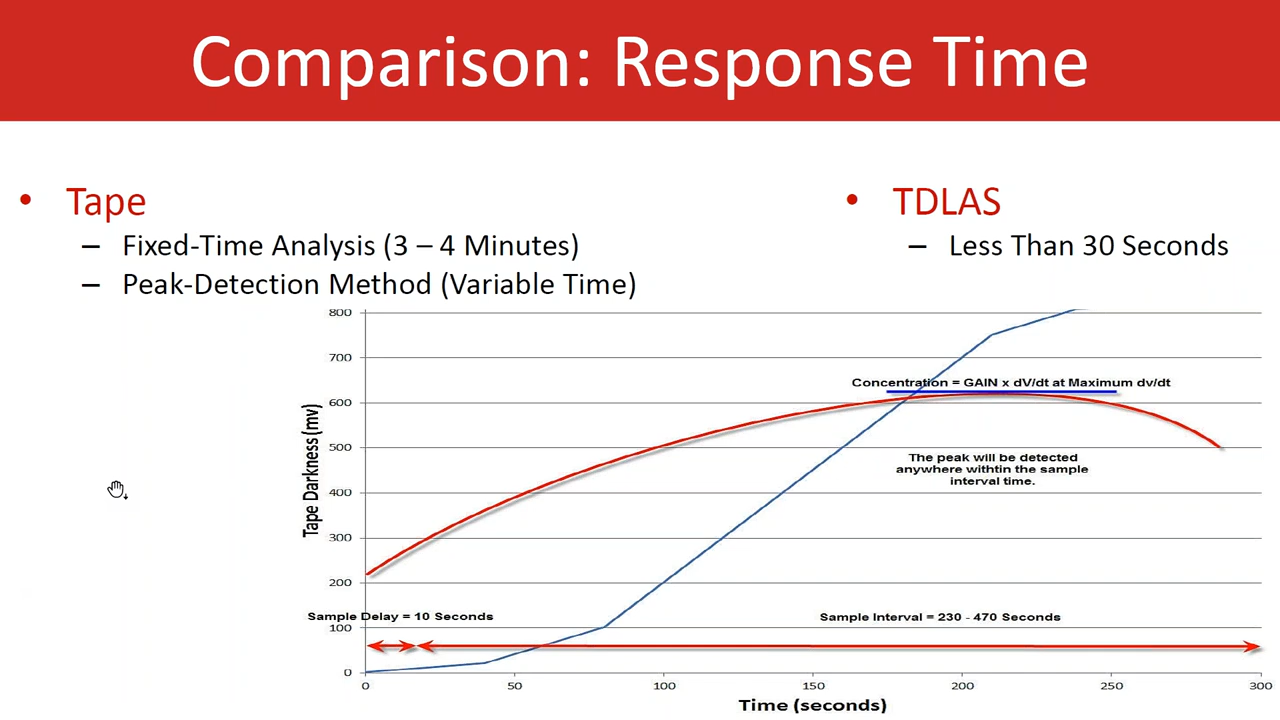 Comparison: Response Time
• Tape
– Fixed-Time Analysis (3 – 4 Minutes)
– Peak-Detection Method (Variable Time)
• TDLAS
– Less Than 30 Seconds
800
700
600
500
400
300
200
100
0
Tape Darkness (mv)
Concentration = GAIN x dV/dt at Maximum dv/dt
The peak will be detected
anywhere withtin the sample
interval time.
Sample Delay = 10 Seconds
Sample Interval = 230 - 470 Seconds
0 50 100 150 200 250 300
Time (seconds)